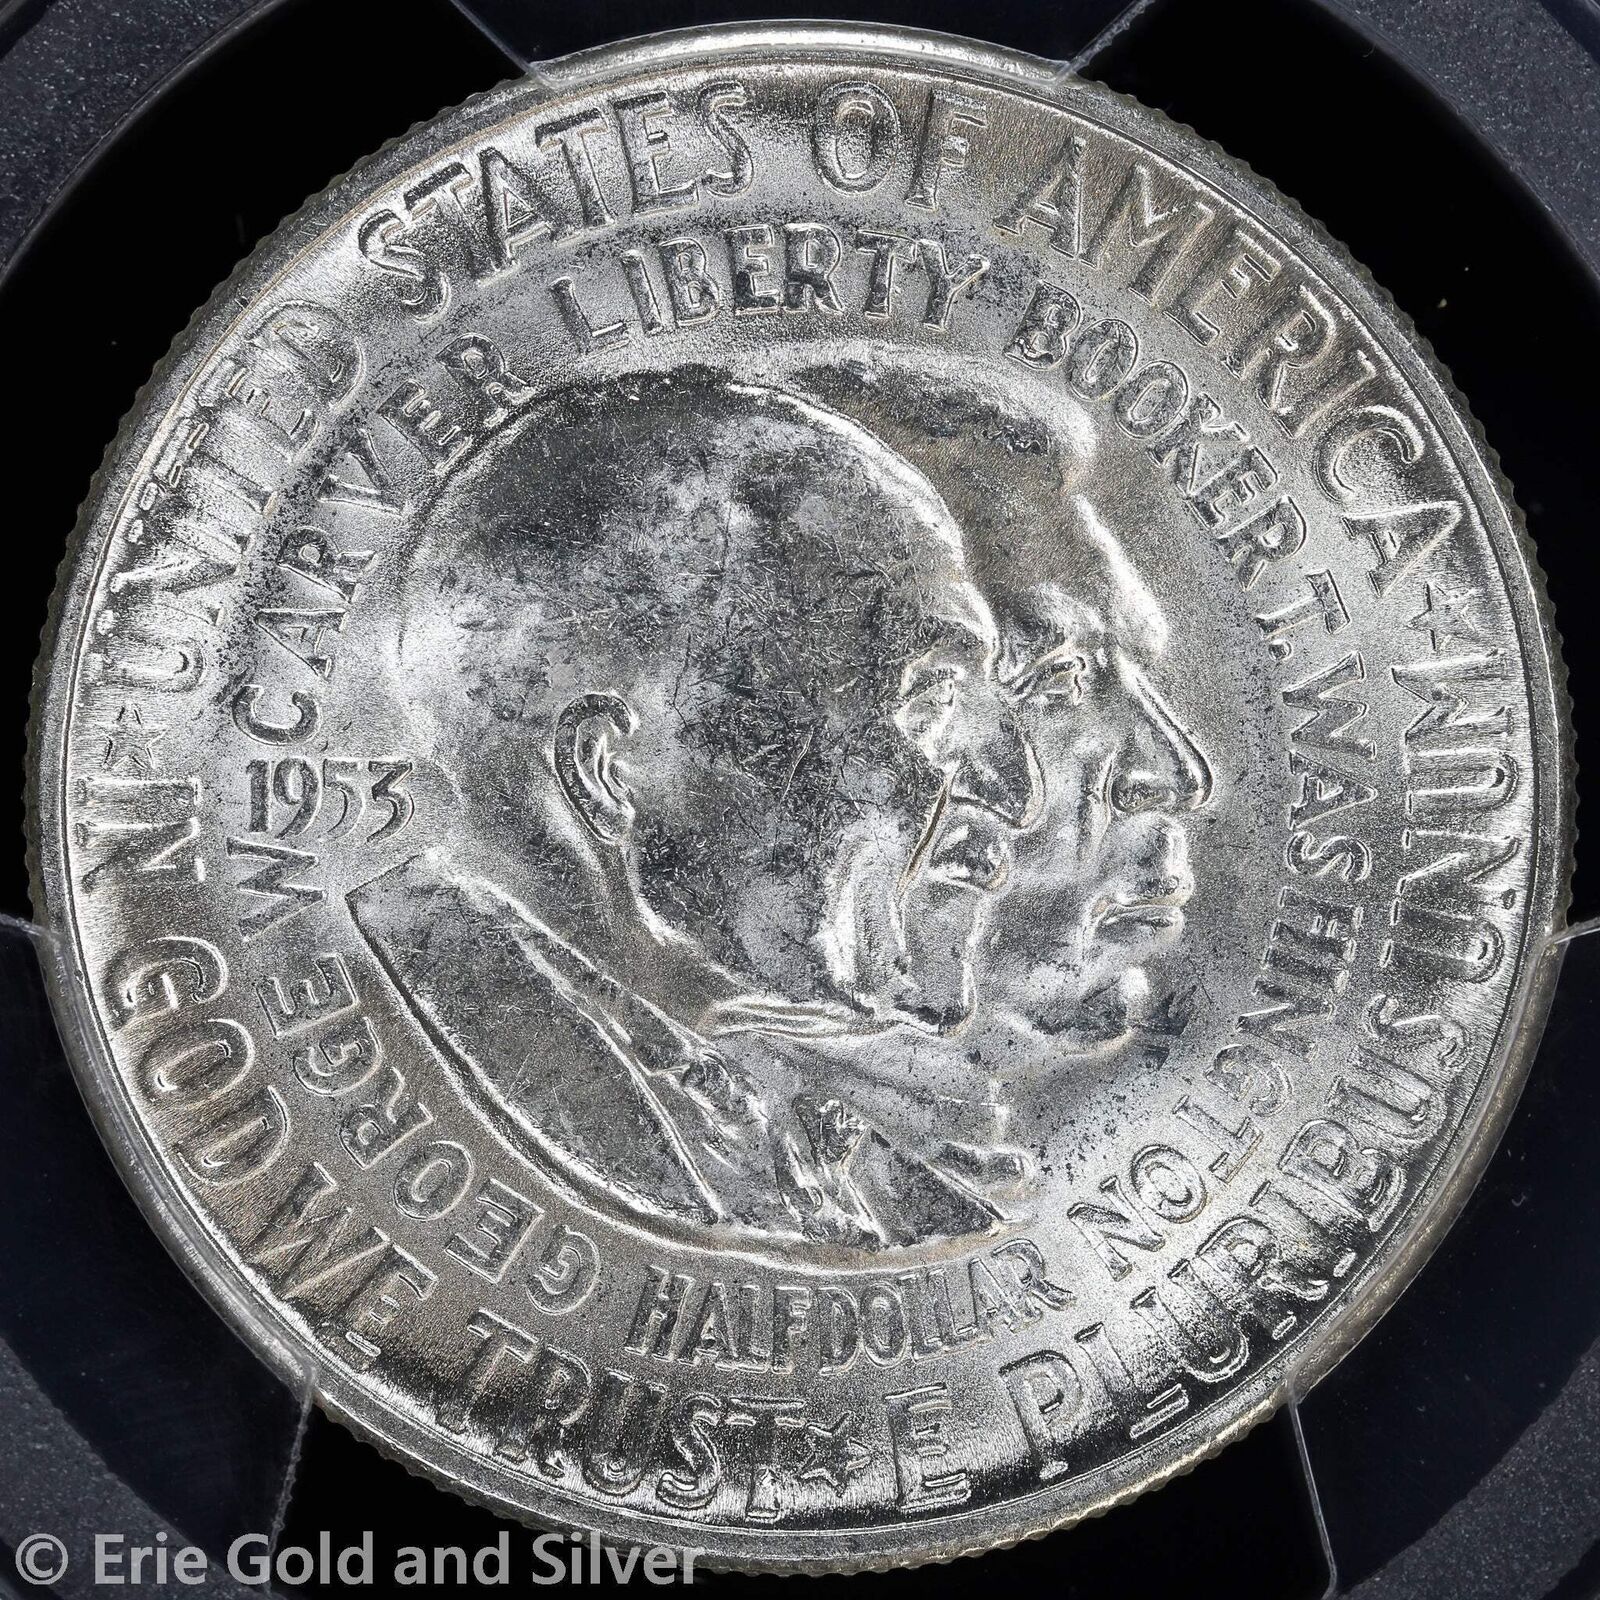 UNITED STATES OF AMERICA
E PLURIBUS UNUM
IN GOD WE TRUST
GEORGE W CARVER
LIBERTY
BOOKER T. WASHINGTON
1953
HALF DOLLAR
© Erie Gold and Silver